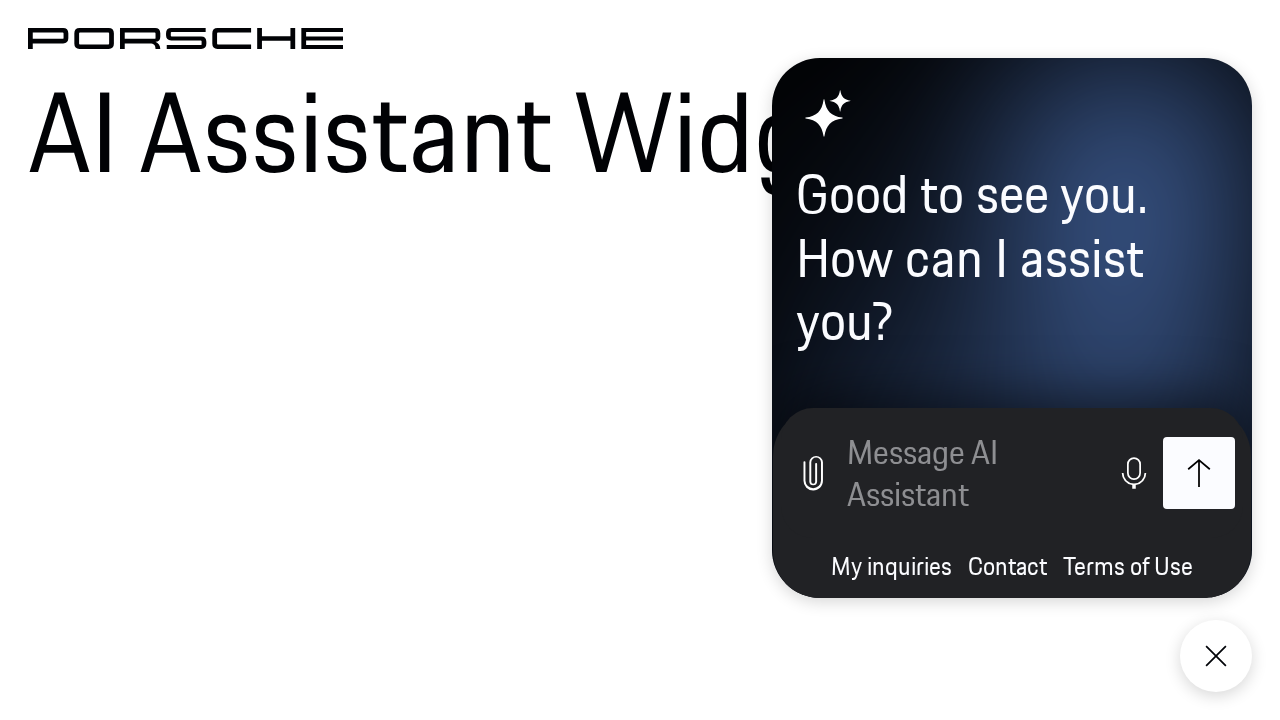 PORSCHE
AI Assistant Wid
Good to see you.
How can I assist
you?
Message AI
Assistant
My inquiries Contact Terms of Use